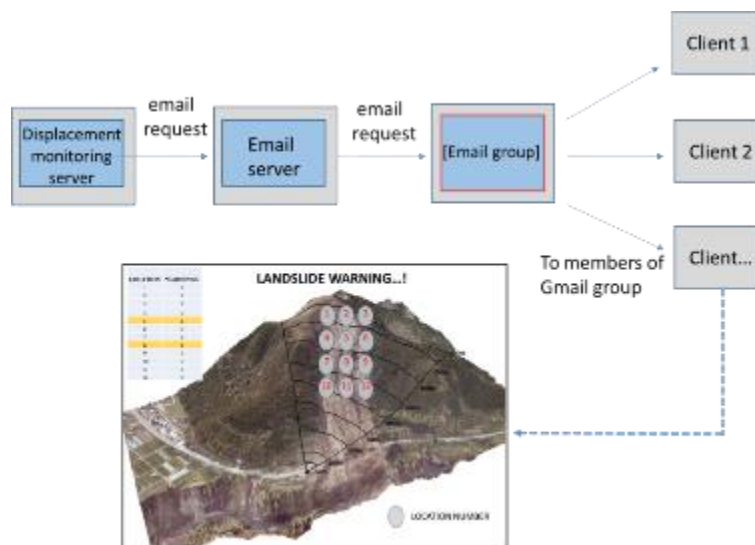 Client 1
email
request
email
request
Displacement
monitoring
server
Email
server
[Email group]
Client 2
Client...
To members of
Gmail group
LANDSLIDE WARNING...!
1 2 3
4 5 6
7 8 9
10 11 12
LOCATION NUMBER